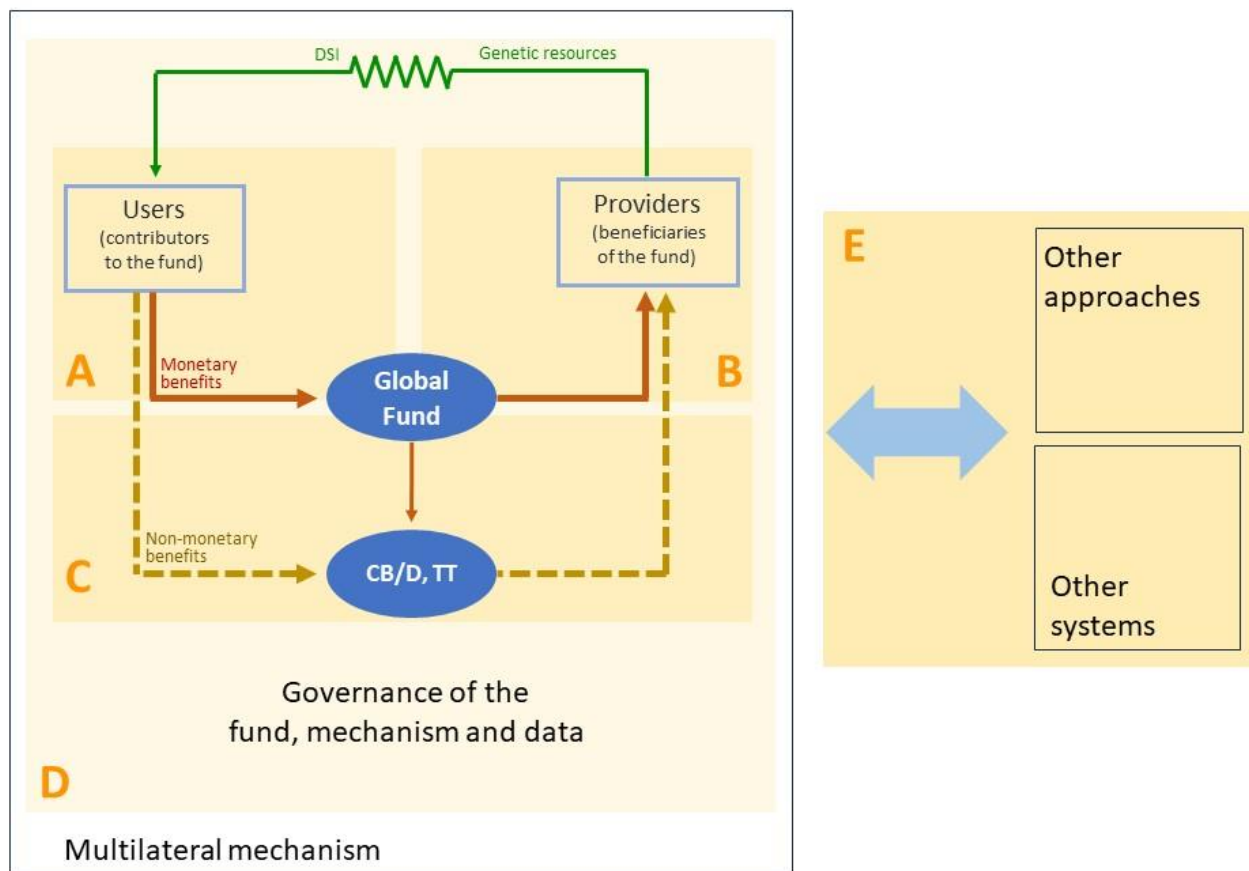 DSI
Genetic resources
Users
(contributors
to the fund)
Providers
(beneficiaries
of the fund)
A
Monetary
benefits
Global
Fund
B
C
Non-monetary
benefits
CB/D, TT
Governance of the
fund, mechanism and data
D
Multilateral mechanism
E
Other
approaches
Other
systems